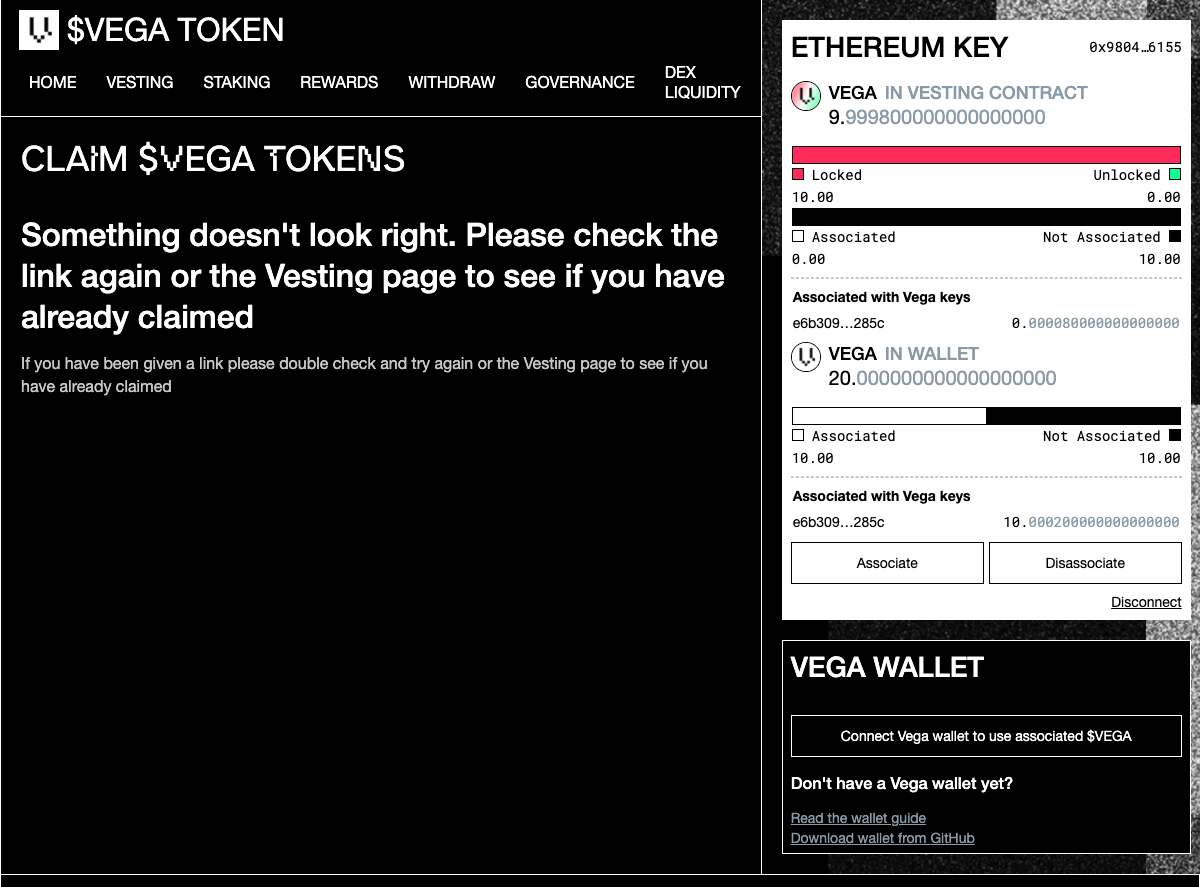 $VEGA TOKEN
HOME VESTING STAKING REWARDS WITHDRAW GOVERNANCE DEX LIQUIDITY
CLAIM $VEGA TOKENS
Something doesn't look right. Please check the
link again or the Vesting page to see if you have
already claimed
If you have been given a link please double check and try again or the Vesting page to see if you
have already claimed
ETHEREUM KEY 0x9804…6155
VEGA IN VESTING CONTRACT
9.999800000000000000
Locked Unlocked
10.00 0.00
Associated Not Associated
0.00 10.00
Associated with Vega keys
e6b309…285c 0.000080000000000000
VEGA IN WALLET
20.000000000000000000
Associated Not Associated
10.00 10.00
Associated with Vega keys
e6b309…285c 10.000200000000000000
Associate Disassociate
Disconnect
VEGA WALLET
Connect Vega wallet to use associated $VEGA
Don't have a Vega wallet yet?
Read the wallet guide
Download wallet from GitHub